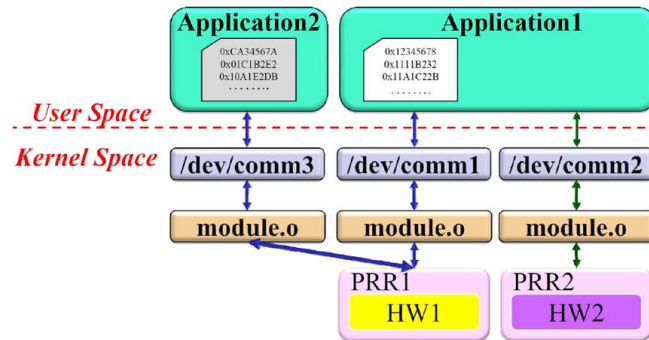 Application2
Application1
0xCA34567A
0x01C1B2E2
0x10A1E2DB
........
0x12345678
0x1111B232
0x11A1C22B
........
User Space
Kernel Space
/dev/comm3
/dev/comm1
/dev/comm2
module.o
module.o
module.o
PRR1
PRR2
HW1
HW2